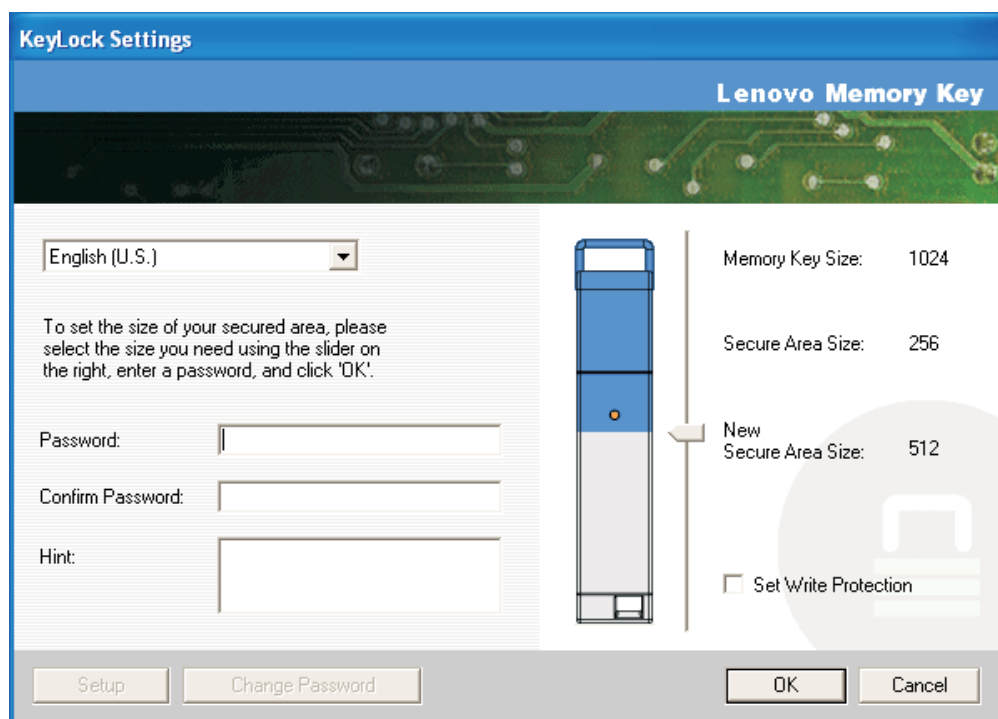 KeyLock Settings
Lenovo Memory Key
English (U.S.)
To set the size of your secured area, please
select the size you need using the slider on
the right, enter a password, and click 'OK'.
Password:
Confirm Password:
Hint:
Memory Key Size: 1024
Secure Area Size: 256
New
Secure Area Size: 512
Set Write Protection
Setup
Change Password
OK
Cancel